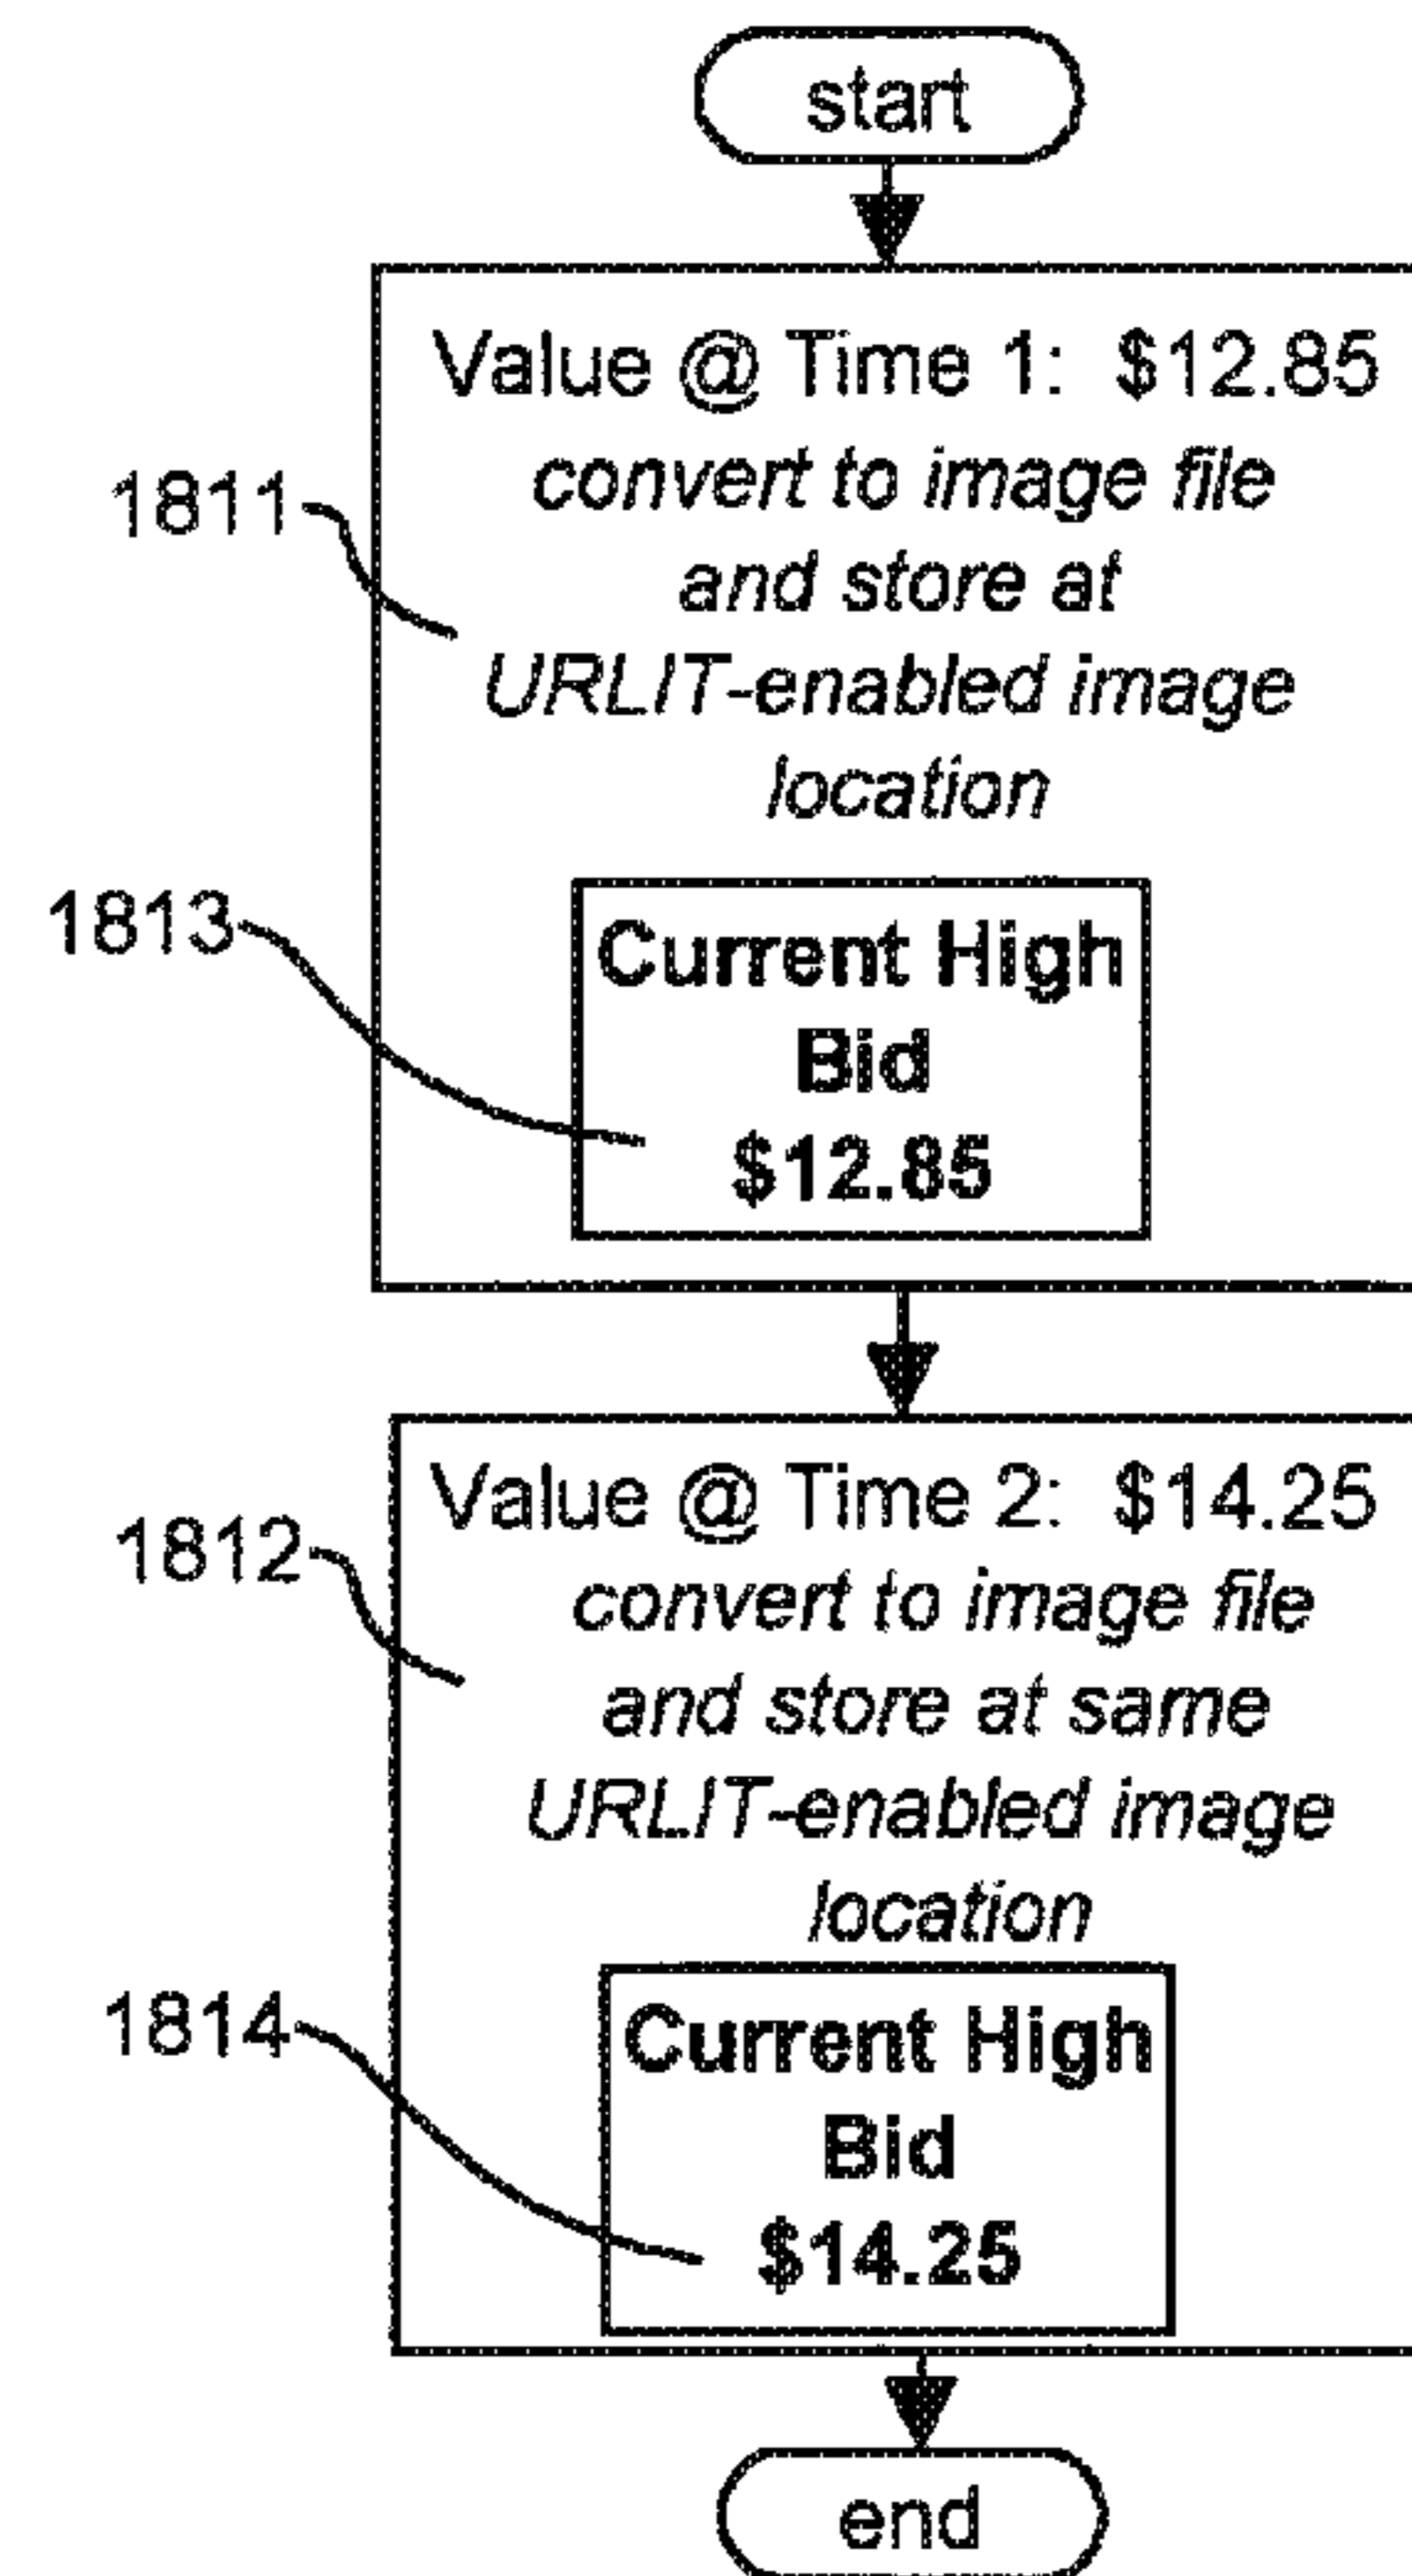 start
Value @ Time 1: $12.85
convert to image file
1811
and store at
URLIT-enabled image
location
1813
Current High
Bid
$12.85
Value @ Time 2: $14.25
1812
convert to image file
and store at same
URLIT-enabled image
location
1814
Current High
Bid
$14.25
end